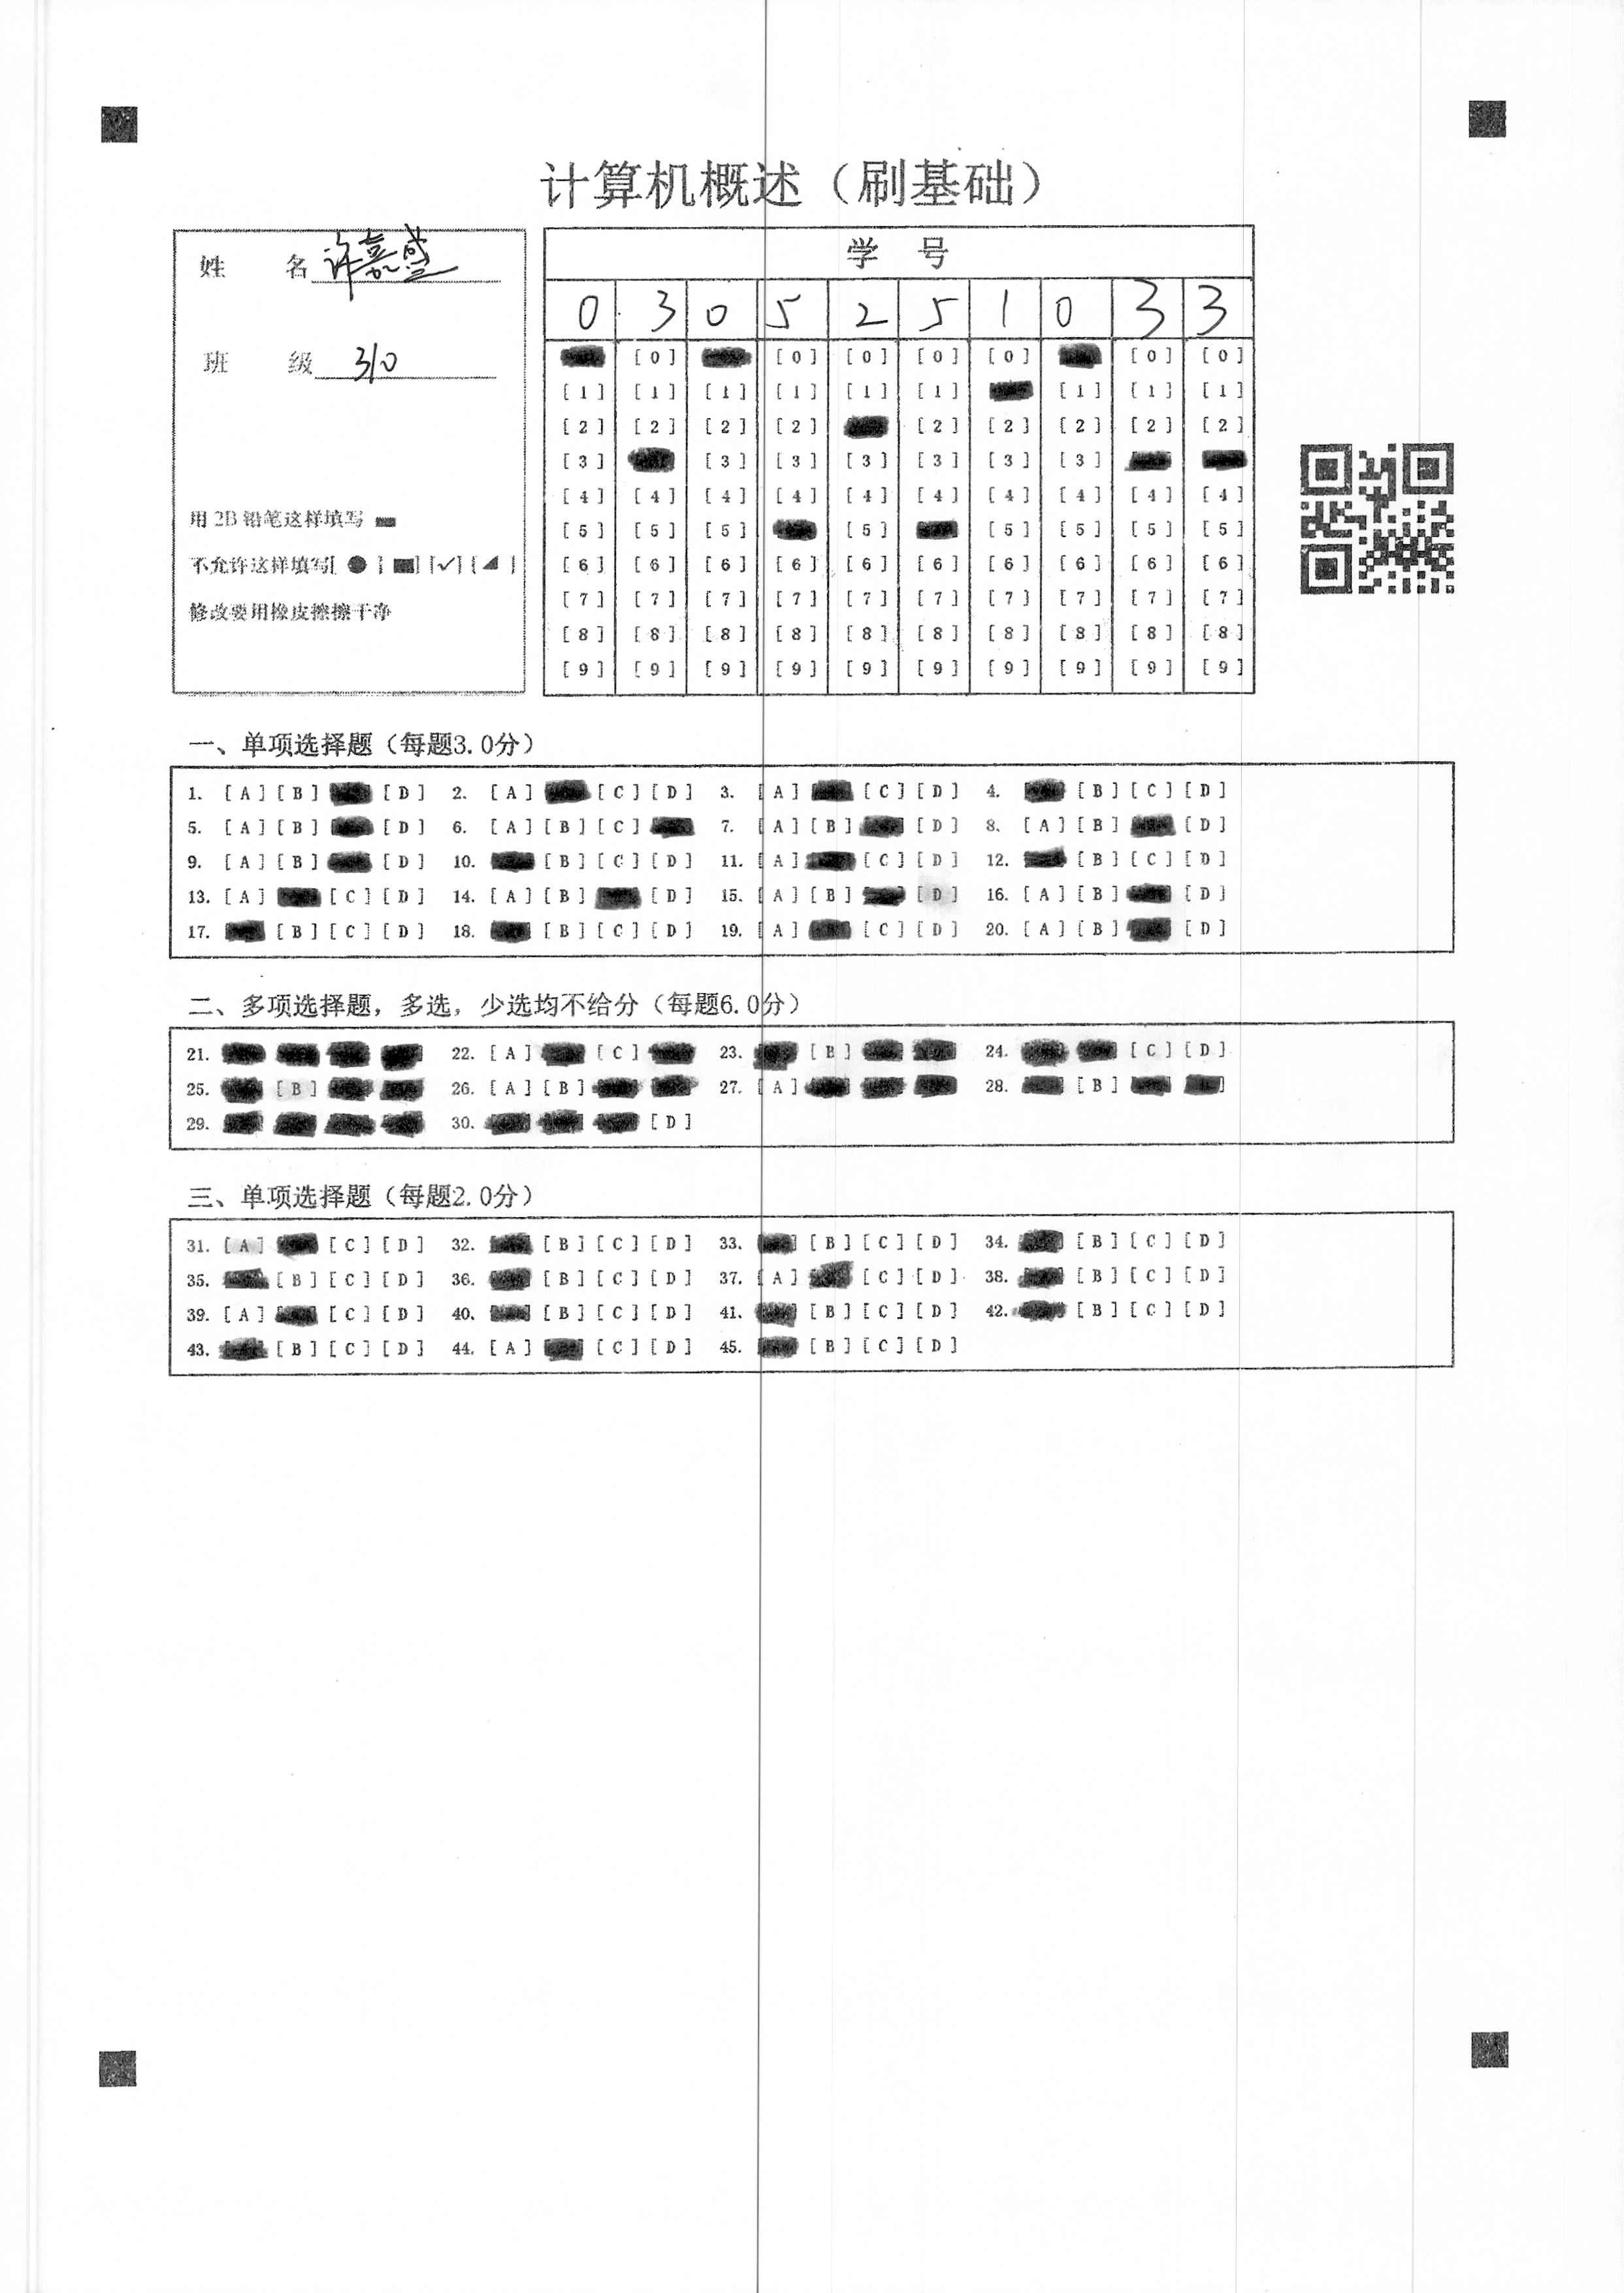 计算机概述（刷基础）
姓 名 许嘉盛
班 级 310
用 2B 铅笔这样填写
不允许这样填写[ ● ] [■] [✓] [◢ ]
修改要用橡皮擦擦干净
学 号
0 3 0 5 2 5 1 0 3 3
[0] [0] [0] [0] [0] [0] [0]
[1] [1] [1] [1] [1] [1] [1] [1] [1]
[2] [2] [2] [2] [2] [2] [2] [2] [2]
[3] [3] [3] [3] [3] [3] [3]
[4] [4] [4] [4] [4] [4] [4] [4] [4] [4]
[5] [5] [5] [5] [5] [5] [5] [5]
[6] [6] [6] [6] [6] [6] [6] [6] [6] [6]
[7] [7] [7] [7] [7] [7] [7] [7] [7] [7]
[8] [8] [8] [8] [8] [8] [8] [8] [8] [8]
[9] [9] [9] [9] [9] [9] [9] [9] [9] [9]
一、单项选择题（每题3.0分）
1. [A] [B] [D] 2. [A] [C] [D] 3. [A] [C] [D] 4. [B] [C] [D]
5. [A] [B] [D] 6. [A] [B] [C] 7. [A] [B] [D] 8. [A] [B] [D]
9. [A] [B] [D] 10. [B] [C] [D] 11. [A] [C] [D] 12. [B] [C] [D]
13. [A] [C] [D] 14. [A] [B] [D] 15. [A] [B] [D] 16. [A] [B] [D]
17. [B] [C] [D] 18. [B] [C] [D] 19. [A] [C] [D] 20. [A] [B] [D]
二、多项选择题，多选，少选均不给分（每题6.0分）
21. 22. [A] [C] 23. [B] 24. [C] [D]
25. [B] 26. [A] [B] 27. [A] 28. [B]
29. 30. [D]
三、单项选择题（每题2.0分）
31. [A] [C] [D] 32. [B] [C] [D] 33. [B] [C] [D] 34. [B] [C] [D]
35. [B] [C] [D] 36. [B] [C] [D] 37. [A] [C] [D] 38. [B] [C] [D]
39. [A] [C] [D] 40. [B] [C] [D] 41. [B] [C] [D] 42. [B] [C] [D]
43. [B] [C] [D] 44. [A] [C] [D] 45. [B] [C] [D]